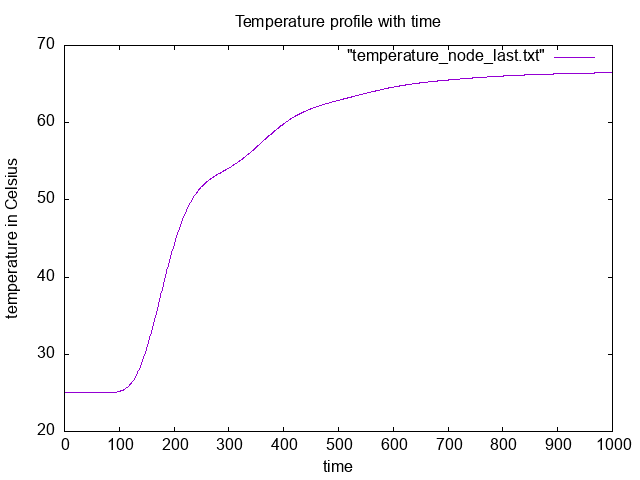 Temperature profile with time
"temperature_node_last.txt"
70
60
50
40
30
20
temperature in Celsius
0 100 200 300 400 500 600 700 800 900 1000
time